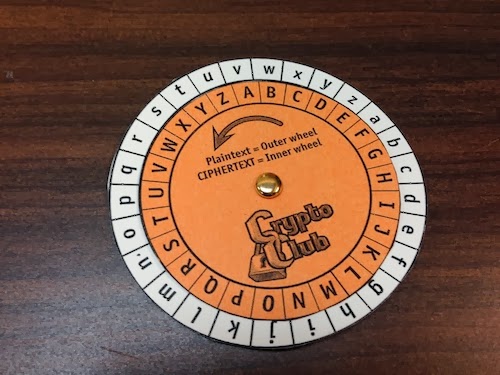 a b c d e f g h i j k l m n o p q r s t u v w x y z
A B C D E F G H I J K L M N O P Q R S T U V W X Y Z
Plaintext = Outer wheel
CIPHERTEXT = Inner wheel
Crypto
Club